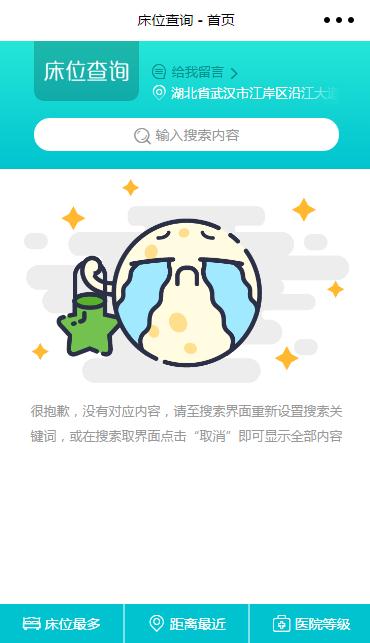 床位查询 - 首页
床位查询
给我留言
湖北省武汉市江岸区沿江大道
输入搜索内容
很抱歉，没有对应内容，请至搜索界面重新设置搜索关
键词，或在搜索取界面点击“取消”即可显示全部内容
床位最多
距离最近
医院等级